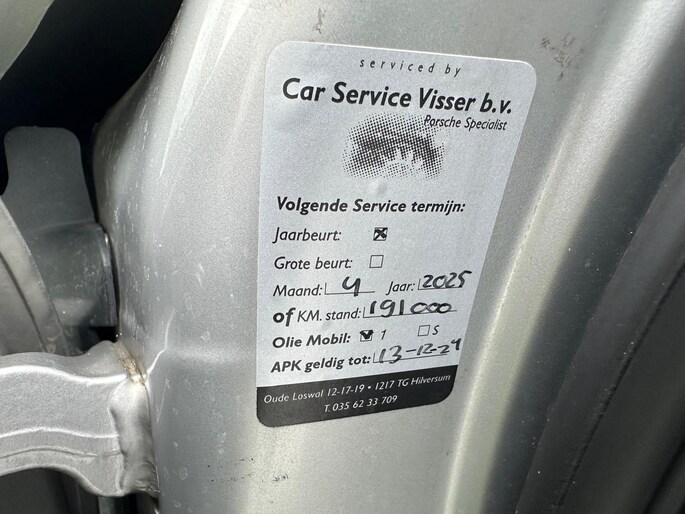 serviced by
Car Service Visser b.v.
Porsche Specialist
Volgende Service termijn:
Jaarbeurt: ☒
Grote beurt: ☐
Maand: 4 Jaar: 2025
of KM. stand: 191000
Olie Mobil: ☑ 1 ☐ S
APK geldig tot: 13-12-24
Oude Loswal 12-17-19 • 1217 TG Hilversum
T. 035 62 33 709